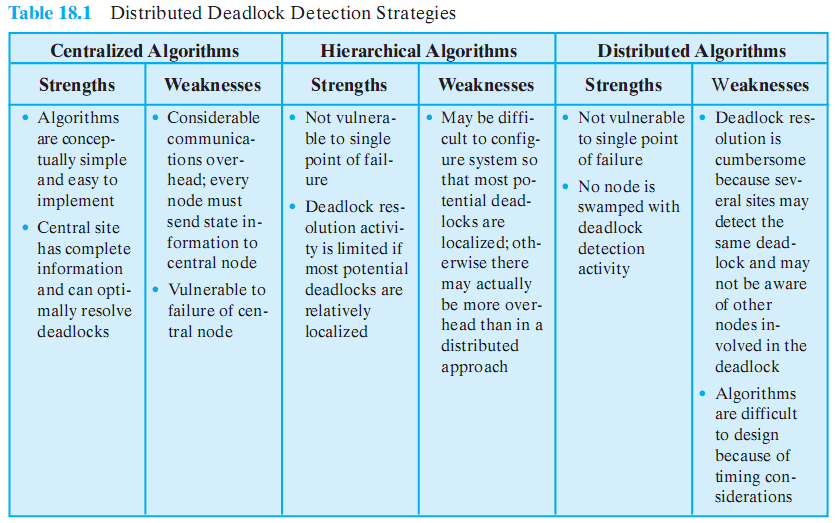 Table 18.1 Distributed Deadlock Detection Strategies
Centralized Algorithms
Hierarchical Algorithms
Distributed Algorithms
Strengths
Weaknesses
Strengths
Weaknesses
Strengths
Weaknesses
• Algorithms
are concep-
tually simple
and easy to
implement
• Central site
has complete
information
and can opti-
mally resolve
deadlocks
• Considerable
communica-
tions over-
head; every
node must
send state in-
formation to
central node
• Vulnerable to
failure of cen-
tral node
• Not vulnera-
ble to single
point of fail-
ure
• Deadlock res-
olution activi-
ty is limited if
most potential
deadlocks are
relatively
localized
• May be diffi-
cult to config-
ure system so
that most po-
tential dead-
locks are
localized; oth-
erwise there
may actually
be more over-
head than in a
distributed
approach
• Not vulnerable
to single point
of failure
• No node is
swamped with
deadlock
detection
activity
• Deadlock res-
olution is
cumbersome
because sev-
eral sites may
detect the
same dead-
lock and may
not be aware
of other
nodes in-
volved in the
deadlock
• Algorithms
are difficult
to design
because of
timing con-
siderations